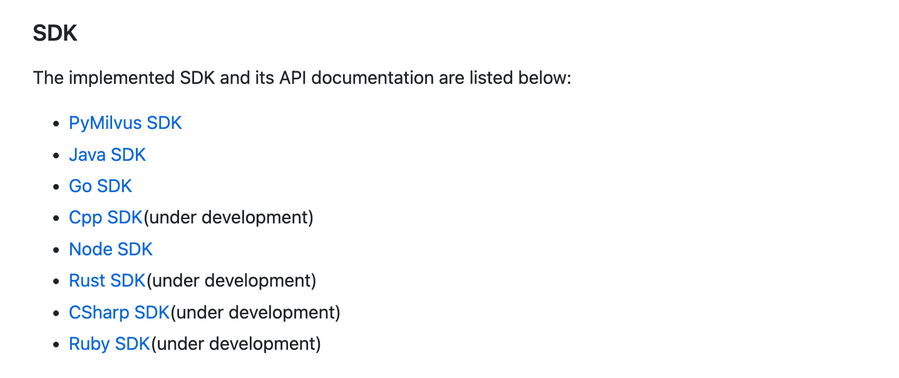 SDK
The implemented SDK and its API documentation are listed below:
• PyMilvus SDK
• Java SDK
• Go SDK
• Cpp SDK(under development)
• Node SDK
• Rust SDK(under development)
• CSharp SDK(under development)
• Ruby SDK(under development)